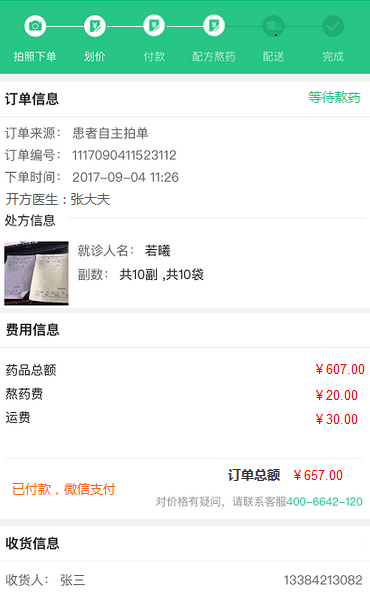 拍照下单 划价 付款 配方熬药 配送 完成
订单信息 等待熬药
订单来源： 患者自主拍单
订单编号： 1117090411523112
下单时间： 2017-09-04 11:26
开方医生：张大夫
处方信息
就诊人名： 若曦
副数： 共10副 ,共10袋
费用信息
药品总额 ￥607.00
熬药费 ￥20.00
运费 ￥30.00
订单总额 ￥657.00
已付款，微信支付
对价格有疑问，请联系客服400-6642-120
收货信息
收货人： 张三 13384213082